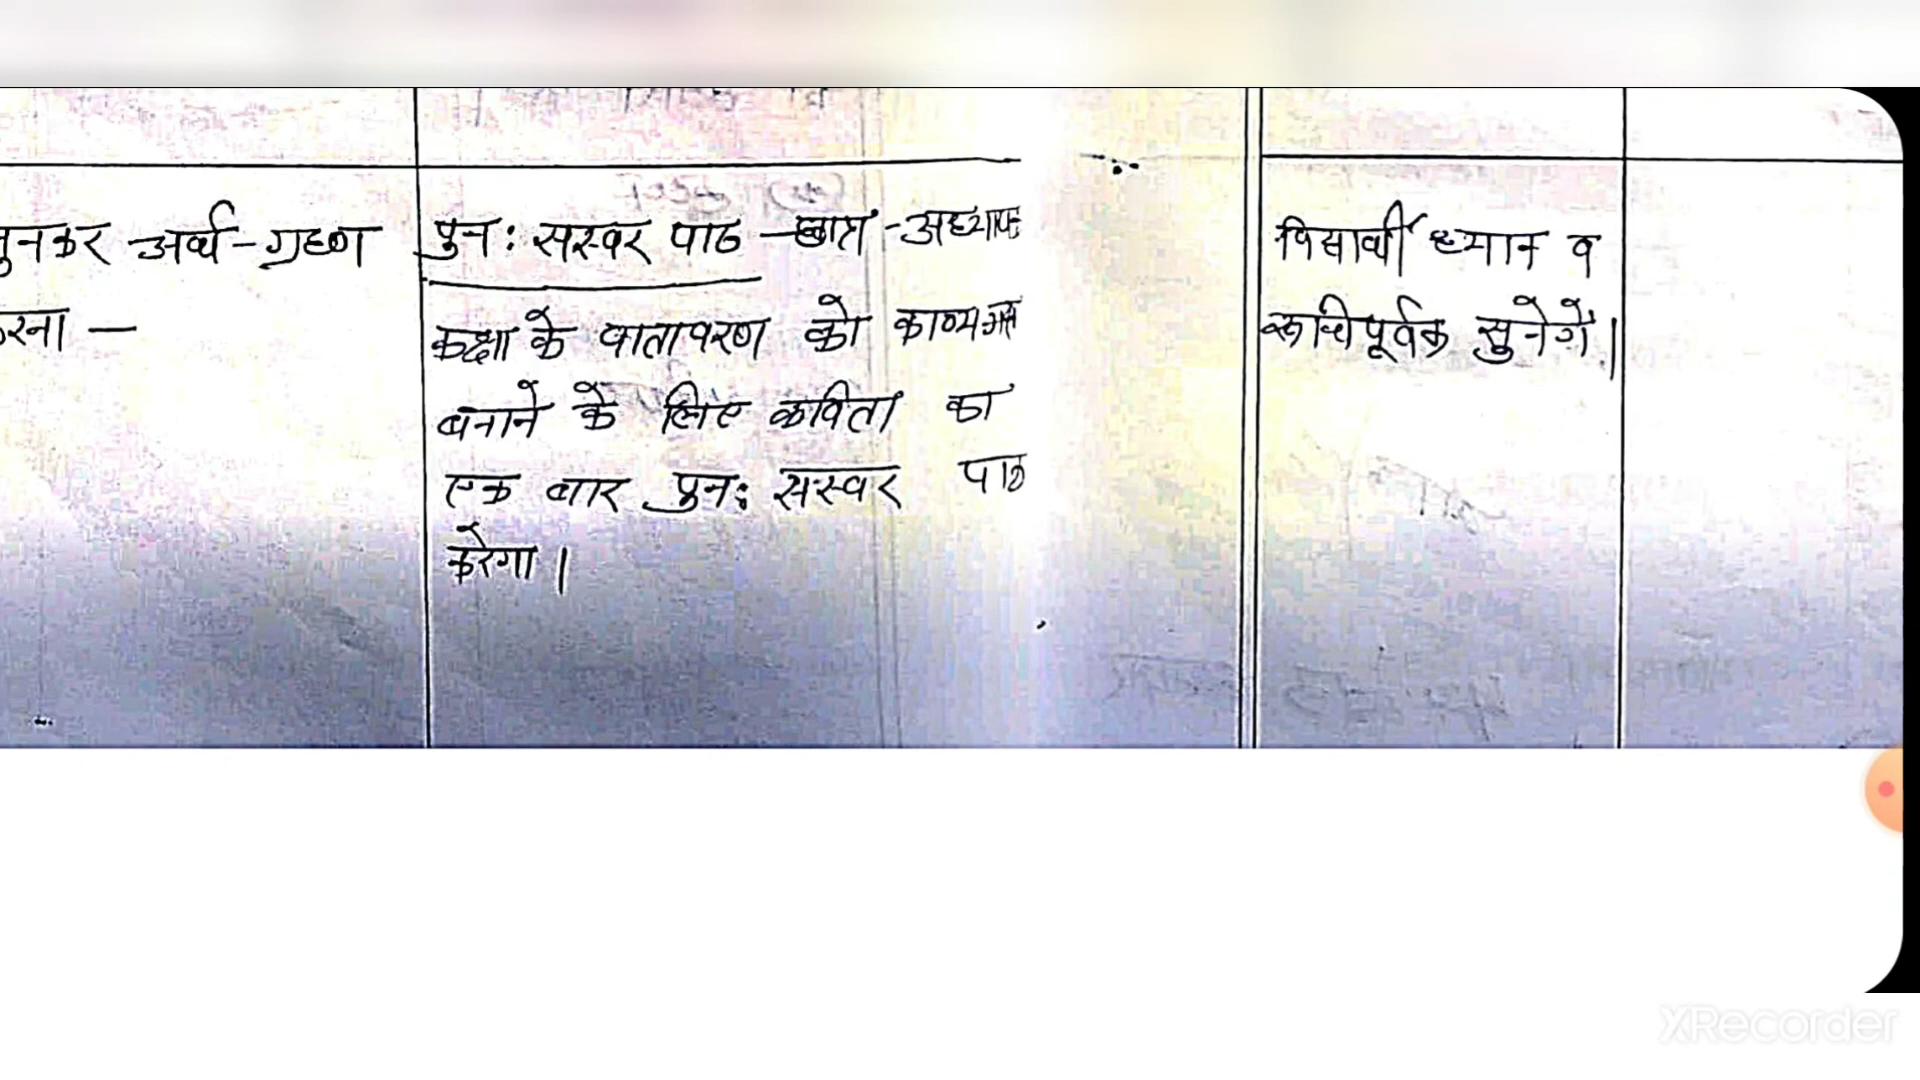 सुनकर अर्थ-ग्रहण
करना —
पुन: सस्वर पाठ - छात्रा - अध्यापक
कक्षा के वातावरण को काव्यमय
बनाने के लिए कविता का
एक बार पुन: सस्वर पाठ
करेगा।
विद्यार्थी ध्यान व
रूचिपूर्वक सुनेगें।
XRecorder